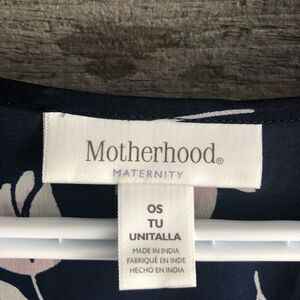 Motherhood®
MATERNITY
OS
TU
UNITALLA
MADE IN INDIA
FABRIQUÉ EN INDE
HECHO EN INDIA